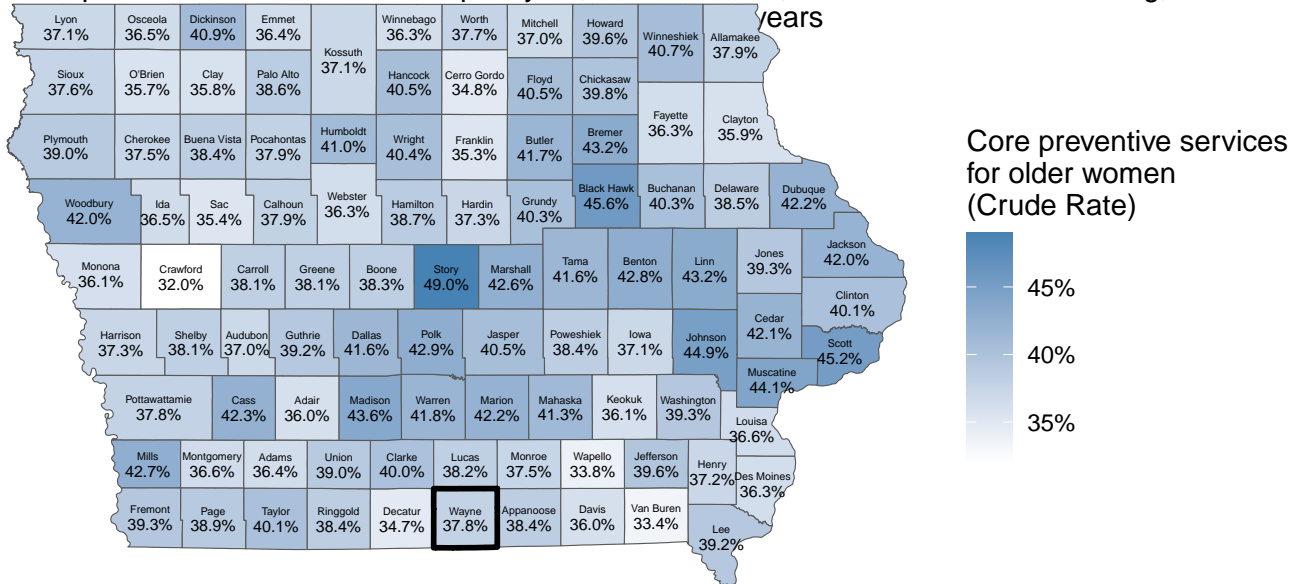 years
Lyon
37.1%
Osceola
36.5%
Dickinson
40.9%
Emmet
36.4%
Kossuth
37.1%
Winnebago
36.3%
Worth
37.7%
Mitchell
37.0%
Howard
39.6%
Winneshiek
40.7%
Allamakee
37.9%
Sioux
37.6%
O'Brien
35.7%
Clay
35.8%
Palo Alto
38.6%
Hancock
40.5%
Cerro Gordo
34.8%
Floyd
40.5%
Chickasaw
39.8%
Fayette
36.3%
Clayton
35.9%
Plymouth
39.0%
Cherokee
37.5%
Buena Vista
38.4%
Pocahontas
37.9%
Humboldt
41.0%
Wright
40.4%
Franklin
35.3%
Butler
41.7%
Bremer
43.2%
Woodbury
42.0%
Ida
36.5%
Sac
35.4%
Calhoun
37.9%
Webster
36.3%
Hamilton
38.7%
Hardin
37.3%
Grundy
40.3%
Black Hawk
45.6%
Buchanan
40.3%
Delaware
38.5%
Dubuque
42.2%
Monona
36.1%
Crawford
32.0%
Carroll
38.1%
Greene
38.1%
Boone
38.3%
Story
49.0%
Marshall
42.6%
Tama
41.6%
Benton
42.8%
Linn
43.2%
Jones
39.3%
Jackson
42.0%
Clinton
40.1%
Harrison
37.3%
Shelby
38.1%
Audubon
37.0%
Guthrie
39.2%
Dallas
41.6%
Polk
42.9%
Jasper
40.5%
Poweshiek
38.4%
Iowa
37.1%
Johnson
44.9%
Cedar
42.1%
Scott
45.2%
Muscatine
44.1%
Pottawattamie
37.8%
Cass
42.3%
Adair
36.0%
Madison
43.6%
Warren
41.8%
Marion
42.2%
Mahaska
41.3%
Keokuk
36.1%
Washington
39.3%
Louisa
36.6%
Mills
42.7%
Montgomery
36.6%
Adams
36.4%
Union
39.0%
Clarke
40.0%
Lucas
38.2%
Monroe
37.5%
Wapello
33.8%
Jefferson
39.6%
Henry
37.2%
Des Moines
36.3%
Fremont
39.3%
Page
38.9%
Taylor
40.1%
Ringgold
38.4%
Decatur
34.7%
Wayne
37.8%
Appanoose
38.4%
Davis
36.0%
Van Buren
33.4%
Lee
39.2%
Core preventive services
for older women
(Crude Rate)
45%
40%
35%